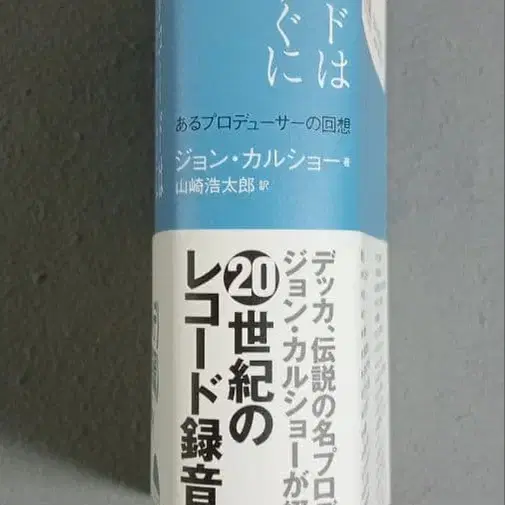 ドは
ぐに
あるプロデューサーの回想
ジョン・カルショー 著
山崎浩太郎 訳
デッカ、伝説の名プロデ
ジョン・カルショーが
20世紀の
レコード録音